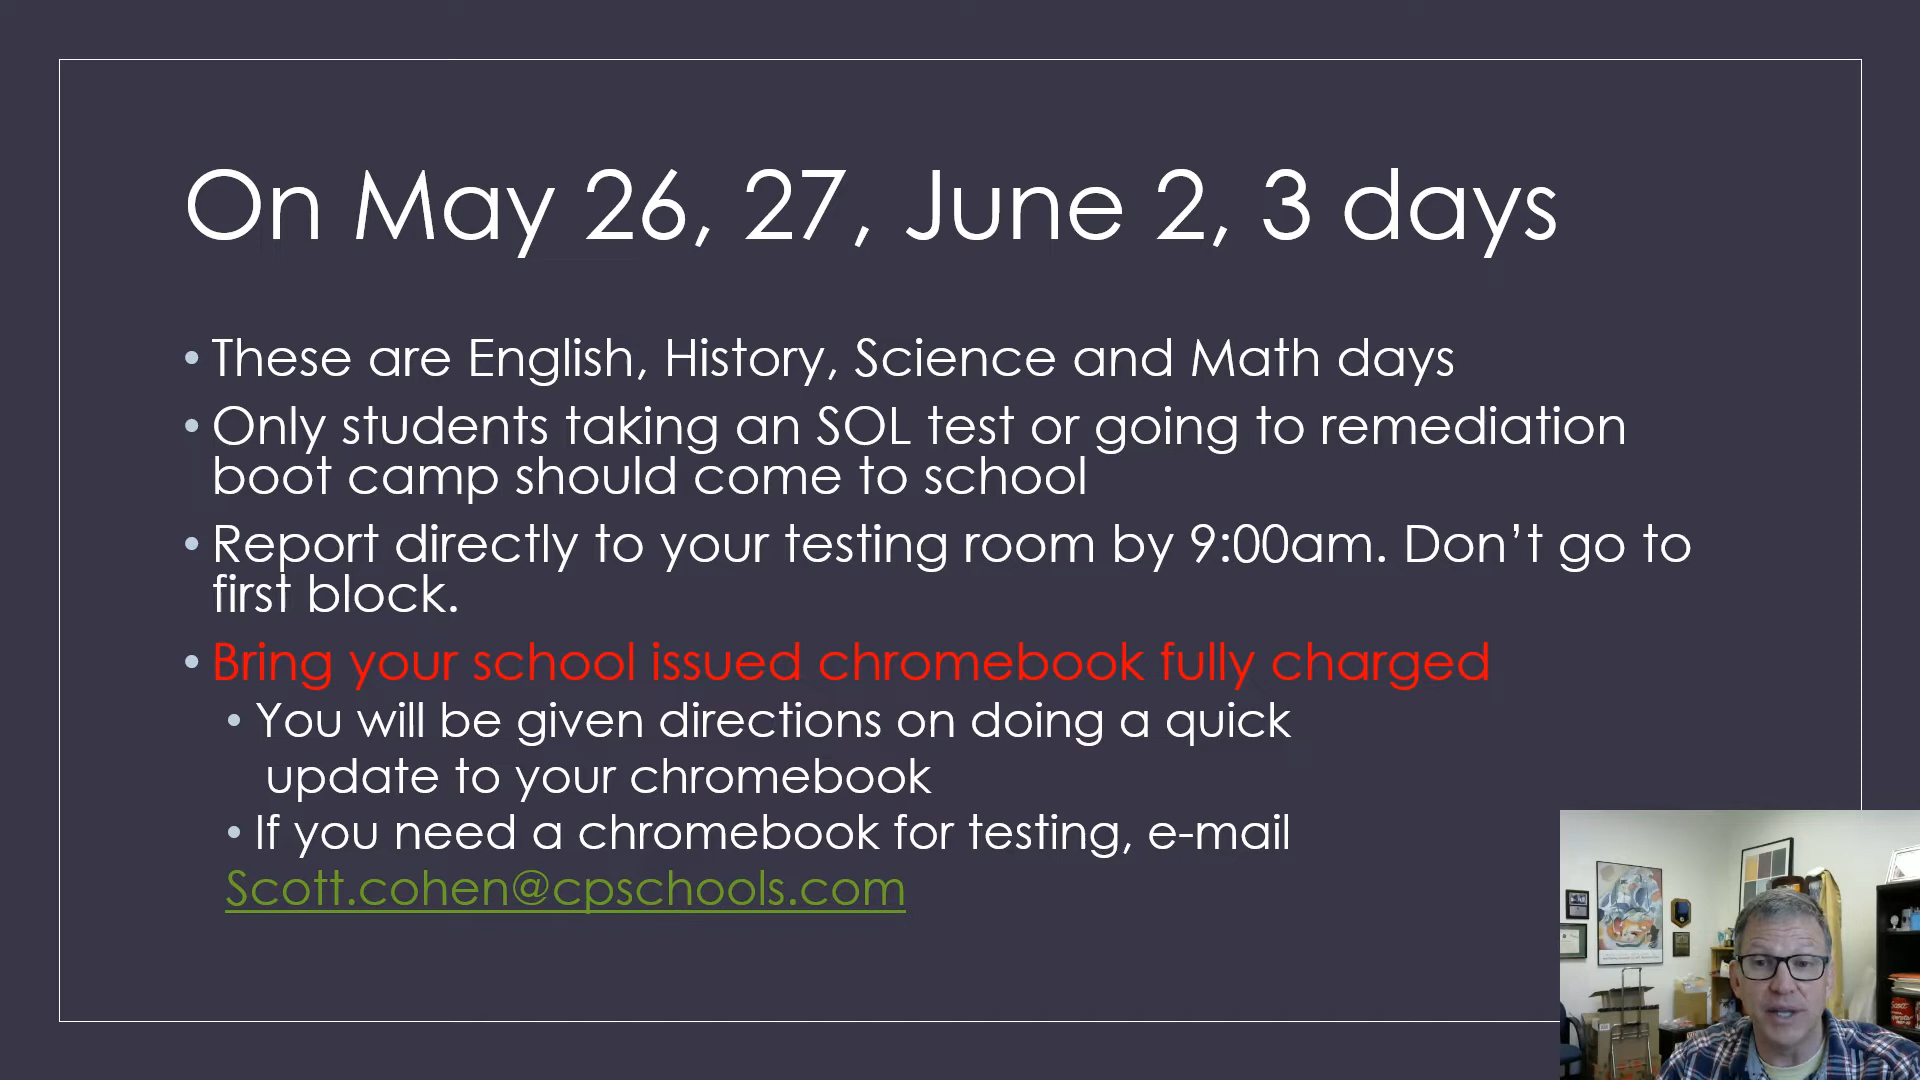 On May 26, 27, June 2, 3 days
• These are English, History, Science and Math days
• Only students taking an SOL test or going to remediation
boot camp should come to school
• Report directly to your testing room by 9:00am. Don’t go to
first block.
• Bring your school issued chromebook fully charged
• You will be given directions on doing a quick
update to your chromebook
• If you need a chromebook for testing, e-mail
Scott.cohen@cpschools.com